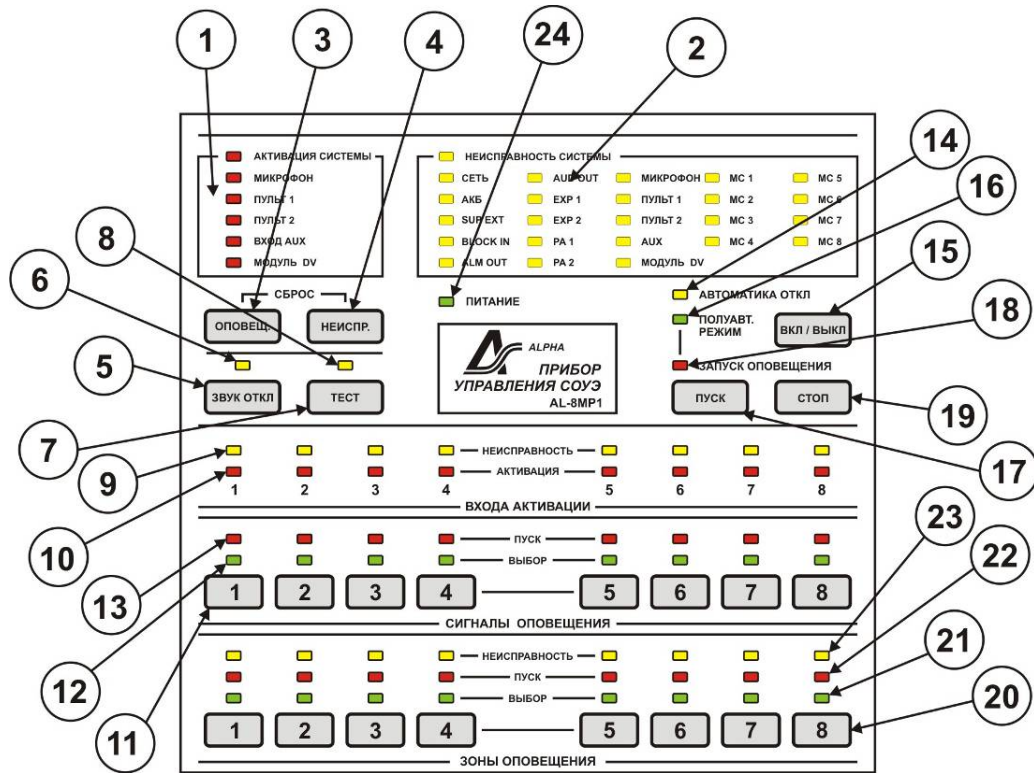 1
3
4
24
2
АКТИВАЦИЯ СИСТЕМЫ
МИКРОФОН
ПУЛЬТ 1
ПУЛЬТ 2
ВХОД AUX
МОДУЛЬ DV
НЕИСПРАВНОСТЬ СИСТЕМЫ
СЕТЬ AUD OUT МИКРОФОН МС 1 МС 5
АКБ EXP 1 ПУЛЬТ 1 МС 2 МС 6
SUP EXT EXP 2 ПУЛЬТ 2 МС 3 МС 7
BLOCK IN PA 1 AUX МС 4 МС 8
ALM OUT PA 2 МОДУЛЬ DV
14
16
15
18
8
6
5
7
СБРОС
ОПОВЕЩ. НЕИСПР.
ЗВУК ОТКЛ ТЕСТ
ПИТАНИЕ
ALPHA
ПРИБОР
УПРАВЛЕНИЯ СОУЭ
AL-8MP1
АВТОМАТИКА ОТКЛ
ПОЛУАВТ.
РЕЖИМ
ВКЛ / ВЫКЛ
ЗАПУСК ОПОВЕЩЕНИЯ
ПУСК СТОП
19
17
9
10
НЕИСПРАВНОСТЬ
АКТИВАЦИЯ
1 2 3 4 5 6 7 8
ВХОДА АКТИВАЦИИ
23
22
13
12
11
ПУСК
ВЫБОР
1 2 3 4 5 6 7 8
СИГНАЛЫ ОПОВЕЩЕНИЯ
21
20
НЕИСПРАВНОСТЬ
ПУСК
ВЫБОР
1 2 3 4 5 6 7 8
ЗОНЫ ОПОВЕЩЕНИЯ